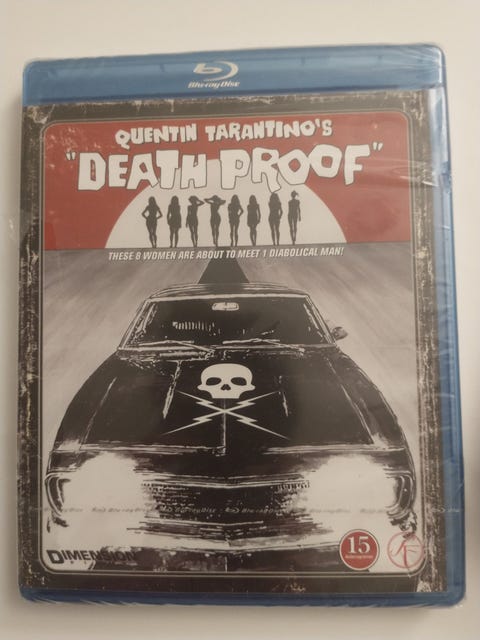 Blu-ray Disc
QUENTIN TARANTINO'S
"DEATH PROOF"
THESE 8 WOMEN ARE ABOUT TO MEET 1 DIABOLICAL MAN!
DIMENSION
15